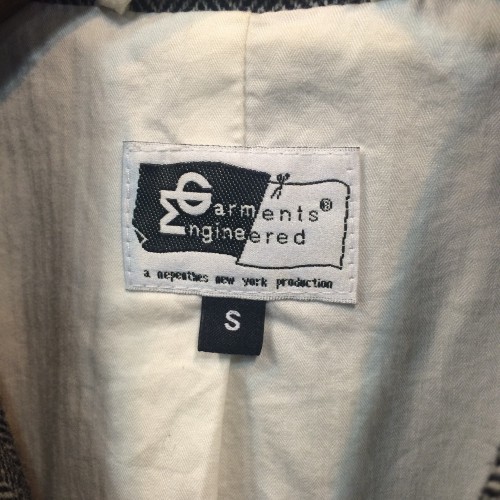 Garments®
Engineered
a nepenthes new york production
S